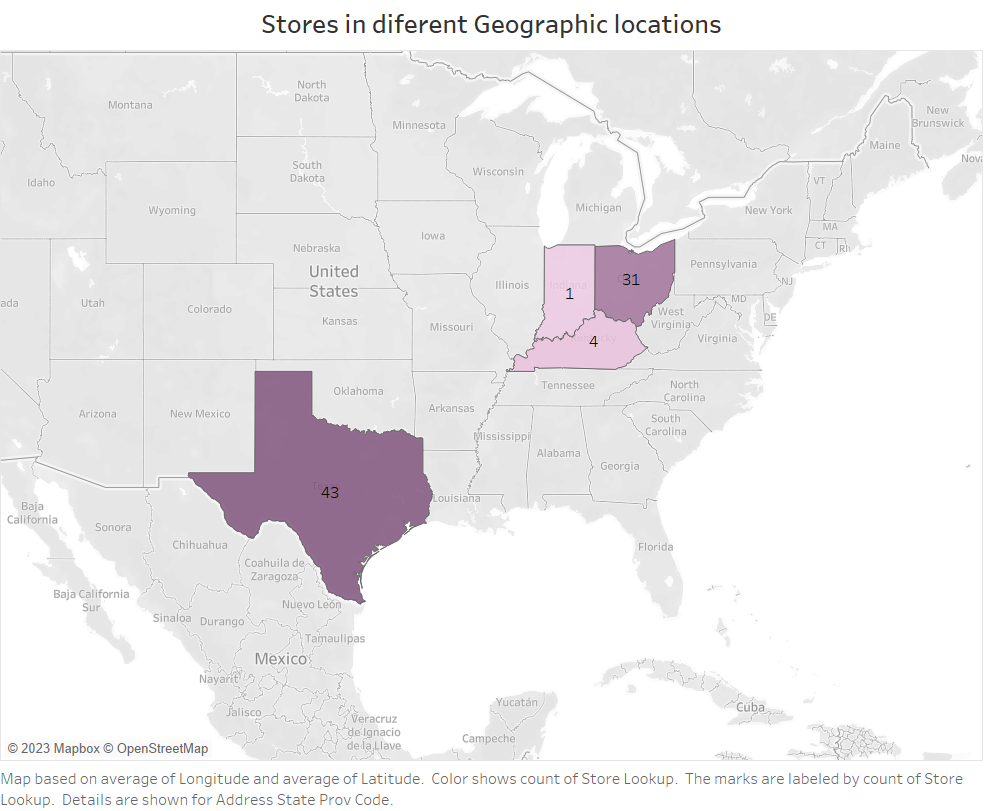 Stores in diferent Geographic locations
Montana
North
Dakota
Minnesota
New
Brunswick
Maine
Nov
Wisconsin
South
Dakota
Idaho
VT
Michigan
Wyoming
New York
MA
Iowa
CT
Nebraska
Pennsylvania
United
States
31
Illinois
1
NJ
ada
Utah
Colorado
MD
West
Virginia
DE
Kansas
Missouri
Virginia
4
Tennessee
North
Carolina
Oklahoma
Arizona
New Mexico
Arkansas
South
Carolina
Mississippi
Alabama
Georgia
43
Louisiana
Baja
California
Sonora
Chihuahua
Florida
Coahuila de
Zaragoza
Baja California
Sur
Nuevo León
Sinaloa
Durango
Tamaulipas
Mexico
Nayarit
Yucatán
Cuba
Jalisco
Veracruz
de Ignacio
de la Llave
Campeche
© 2023 Mapbox © OpenStreetMap
Map based on average of Longitude and average of Latitude.  Color shows count of Store Lookup.  The marks are labeled by count of Store
Lookup.  Details are shown for Address State Prov Code.